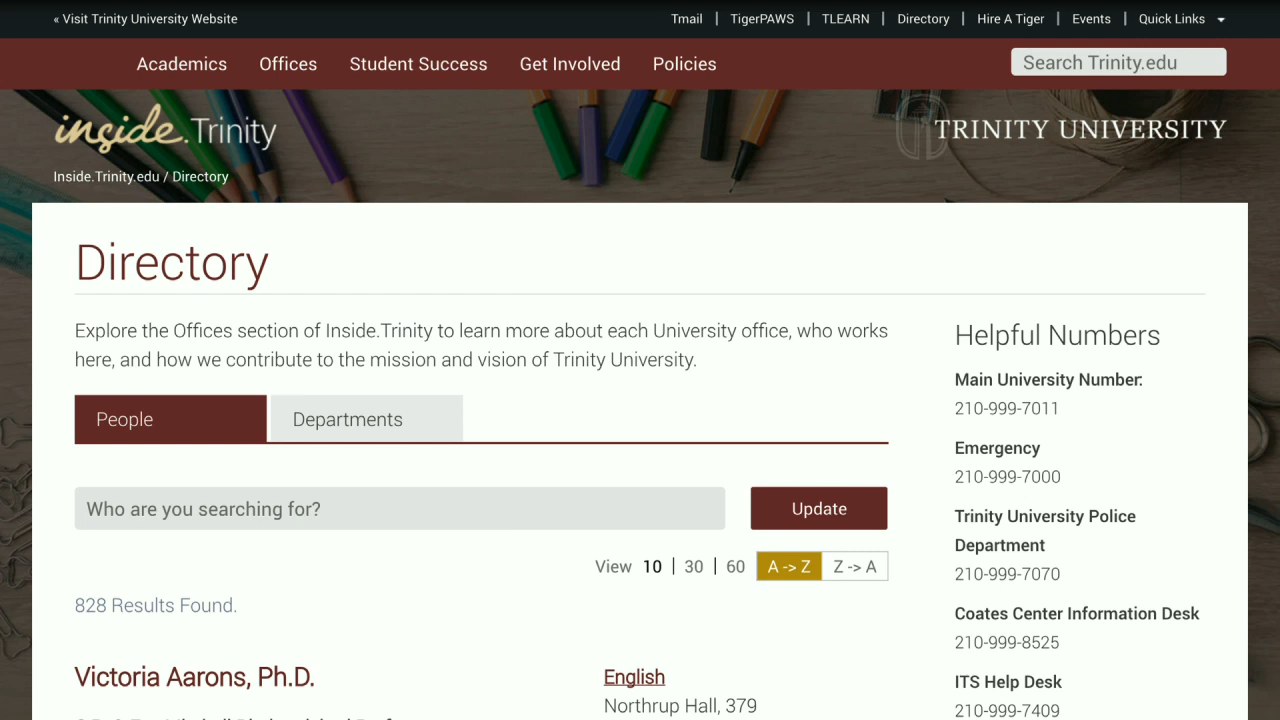 « Visit Trinity University Website
Tmail | TigerPAWS | TLEARN | Directory | Hire A Tiger | Events | Quick Links
Academics Offices Student Success Get Involved Policies
Search Trinity.edu
inside.Trinity
TRINITY UNIVERSITY
Inside.Trinity.edu / Directory
Directory
Explore the Offices section of Inside.Trinity to learn more about each University office, who works
here, and how we contribute to the mission and vision of Trinity University.
People
Departments
Who are you searching for?
Update
View 10 | 30 | 60 A -> Z Z -> A
828 Results Found.
Victoria Aarons, Ph.D.
English
Northrup Hall, 379
Helpful Numbers
Main University Number:
210-999-7011
Emergency
210-999-7000
Trinity University Police
Department
210-999-7070
Coates Center Information Desk
210-999-8525
ITS Help Desk
210-999-7409